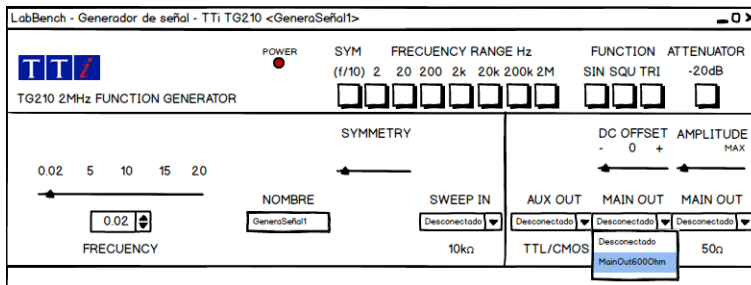 LabBench - Generador de señal - TTi TG210 <GeneraSeñal1>
POWER SYM FRECUENCY RANGE Hz FUNCTION ATTENUATOR
(f/10) 2 20 200 2k 20k 200k 2M SIN SQU TRI -20dB
TTi
TG210 2MHz FUNCTION GENERATOR
SYMMETRY DC OFFSET AMPLITUDE
- 0 + MAX
0.02 5 10 15 20
NOMBRE SWEEP IN AUX OUT MAIN OUT MAIN OUT
0.02 GeneraSeñal1 Desconectado Desconectado Desconectado Desconectado
FRECUENCY 10kΩ TTL/CMOS Desconectado 50Ω
MainOut600Ohm